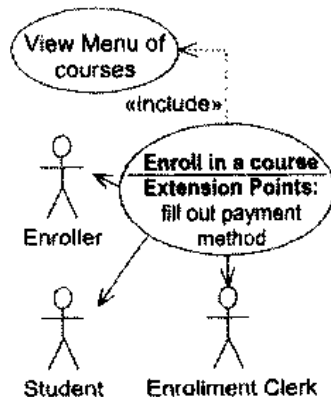 View Menu of
courses
«include»
Enroll in a course
Extension Points:
fill out payment
method
Enroller
Student
Enrollment Clerk